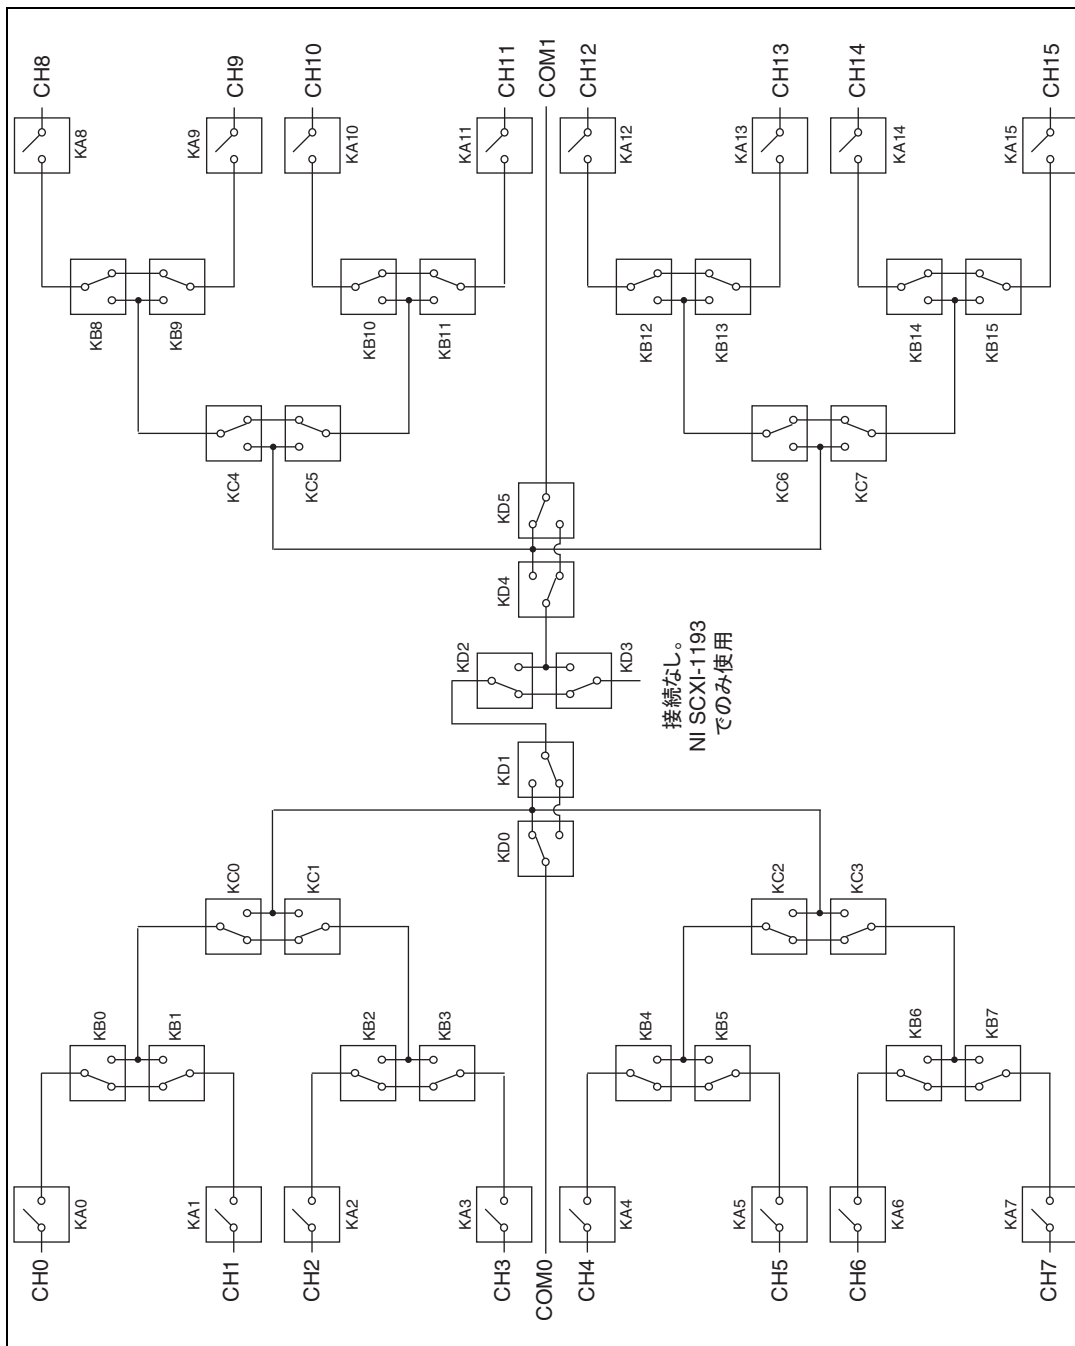 CH8
CH9
CH10
CH11
COM1
CH12
CH13
CH14
CH15
KA8
KA9
KA10
KA11
KA12
KA13
KA14
KA15
KB8
KB9
KB10
KB11
KB12
KB13
KB14
KB15
KC4
KC5
KC6
KC7
KD5
KD4
KD2
KD3
接続なし。
NI SCXI-1193
でのみ使用
KD1
KD0
KC0
KC1
KC2
KC3
KB0
KB1
KB2
KB3
KB4
KB5
KB6
KB7
KA0
KA1
KA2
KA3
KA4
KA5
KA6
KA7
CH0
CH1
CH2
CH3
COM0
CH4
CH5
CH6
CH7